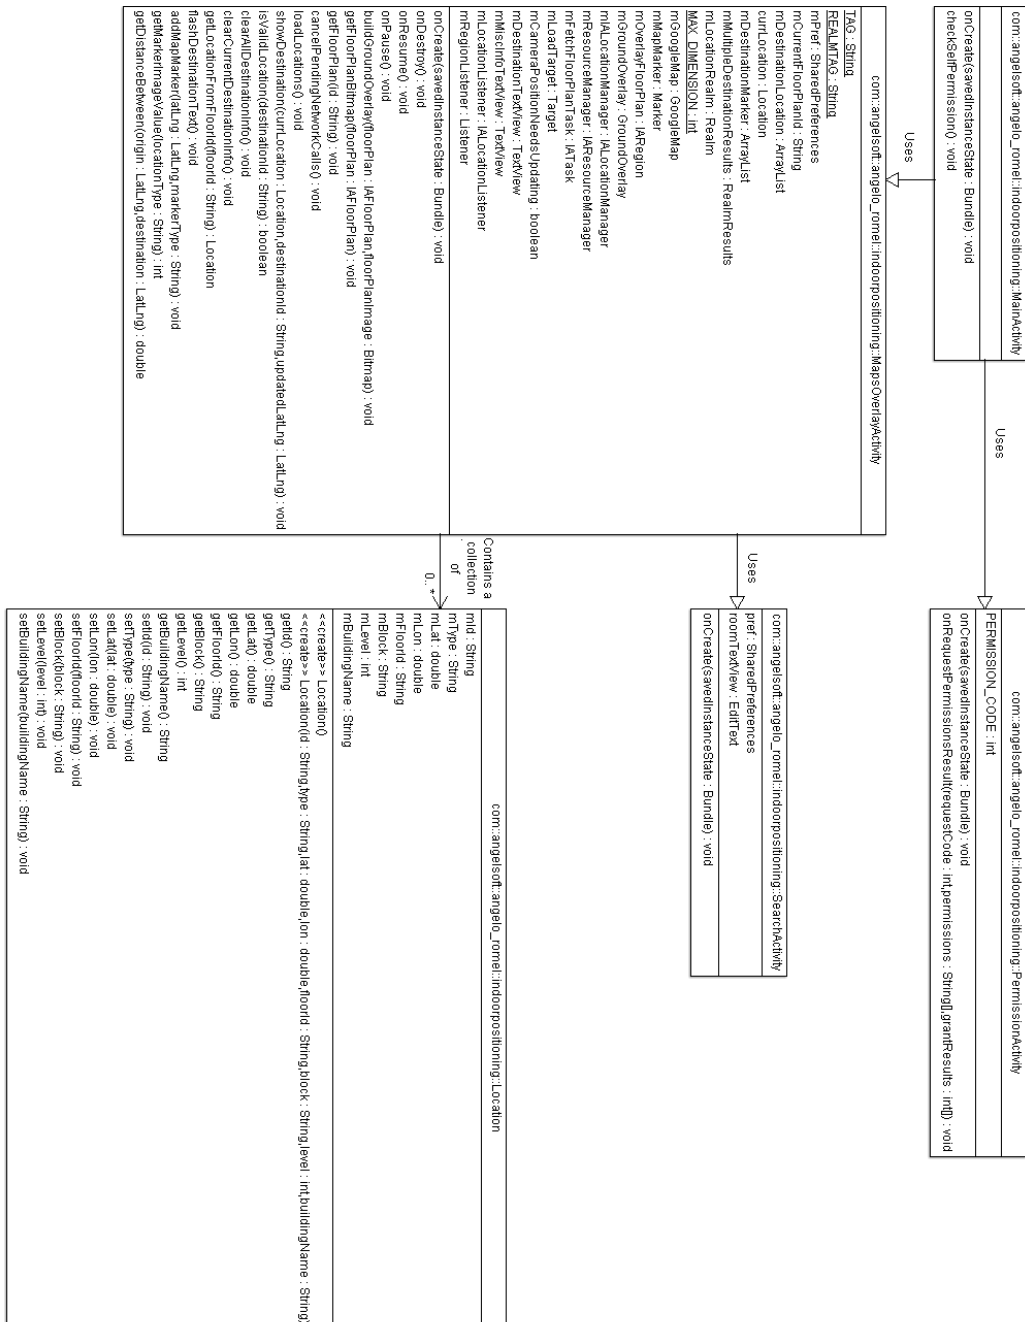 com::angelsoft::angelo_romel::indoorpositioning::MainActivity
onCreate(savedInstanceState : Bundle) : void
checkSelfPermission() : void
Uses
Uses
com::angelsoft::angelo_romel::indoorpositioning::PermissionActivity
PERMISSION_CODE : int
onCreate(savedInstanceState : Bundle) : void
onRequestPermissionsResult(requestCode : int,permissions : String[],grantResults : int[]) : void
com::angelsoft::angelo_romel::indoorpositioning::MapsOverlayActivity
TAG : String
REALMTAG : String
mPref : SharedPreferences
mCurrentFloorPlanId : String
mDestinationLocation : ArrayList
currLocation : Location
mDestinationMarker : ArrayList
mMultipleDestinationResults : RealmResults
mLocationRealm : Realm
MAX_DIMENSION : int
mGoogleMap : GoogleMap
mMapMarker : Marker
mOverlayFloorPlan : IARegion
mGroundOverlay : GroundOverlay
mIALocationManager : IALocationManager
mResourceManager : IAResourceManager
mFetchFloorPlanTask : IATask
mLoadTarget : Target
mCameraPositionNeedsUpdating : boolean
mDestinationTextView : TextView
mMiscInfoTextView : TextView
mLocationListener : IALocationListener
mRegionListener : Listener
onCreate(savedInstanceState : Bundle) : void
onDestroy() : void
onResume() : void
onPause() : void
buildGroundOverlay(floorPlan : IAFloorPlan,floorPlanImage : Bitmap) : void
getFloorPlanBitmap(floorPlan : IAFloorPlan) : void
getFloorPlan(id : String) : void
cancelPendingNetworkCalls() : void
loadLocations() : void
showDestination(currLocation : Location,destinationId : String,updatedLatLng : LatLng) : void
isValidLocation(destinationId : String) : boolean
clearAllDestinationInfo() : void
clearCurrentDestinationInfo() : void
getLocationFromFloorId(floorId : String) : Location
flashDestinationText() : void
addMapMarker(latLng : LatLng,markerType : String) : void
getMarkerImageValue(locationType : String) : int
getDistanceBetween(origin : LatLng,destination : LatLng) : double
Uses
com::angelsoft::angelo_romel::indoorpositioning::SearchActivity
pref : SharedPreferences
roomTextView : EditText
onCreate(savedInstanceState : Bundle) : void
Contains a
collection
of
0..*
com::angelsoft::angelo_romel::indoorpositioning::Location
mId : String
mType : String
mLat : double
mLon : double
mFloorId : String
mBlock : String
mLevel : int
mBuildingName : String
<<create>> Location()
<<create>> Location(id : String,type : String,lat : double,lon : double,floorId : String,block : String,level : int,buildingName : String)
getId() : String
getType() : String
getLat() : double
getLon() : double
getFloorId() : String
getBlock() : String
getLevel() : int
getBuildingName() : String
setId(id : String) : void
setType(type : String) : void
setLat(lat : double) : void
setLon(lon : double) : void
setFloorId(floorId : String) : void
setBlock(block : String) : void
setLevel(level : int) : void
setBuildingName(buildingName : String) : void